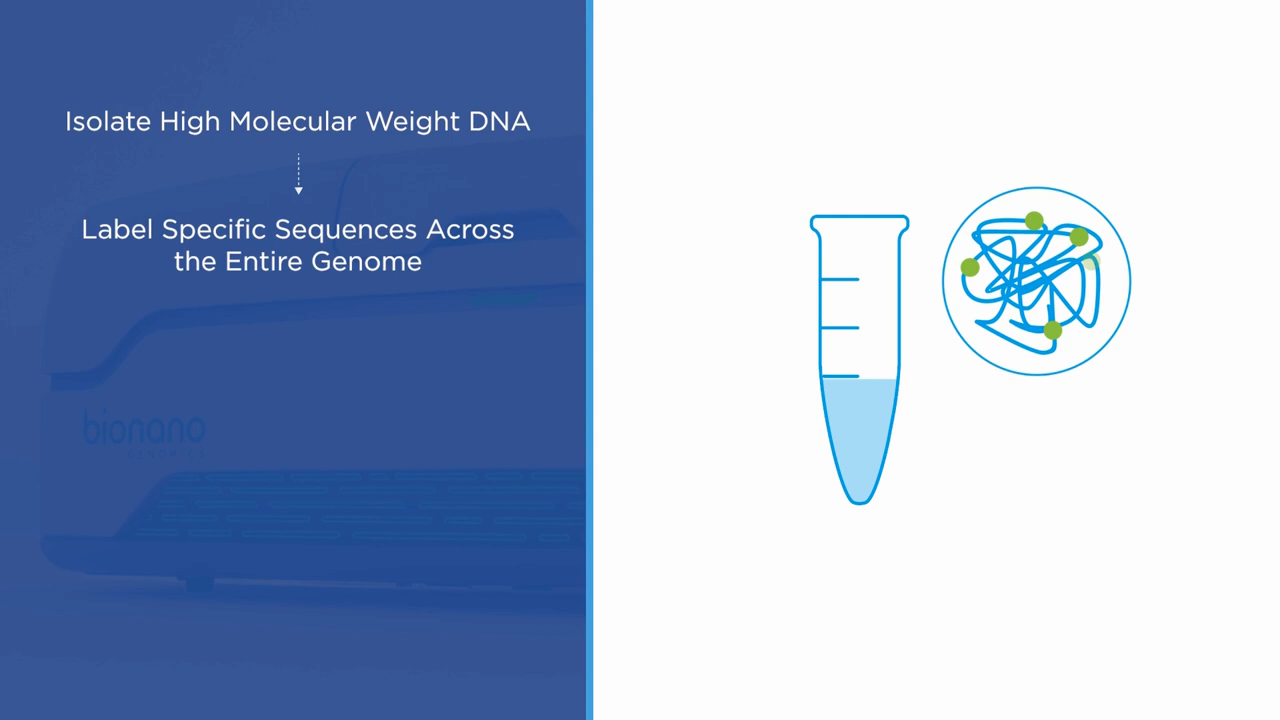 Isolate High Molecular Weight DNA
Label Specific Sequences Across
the Entire Genome
bionano